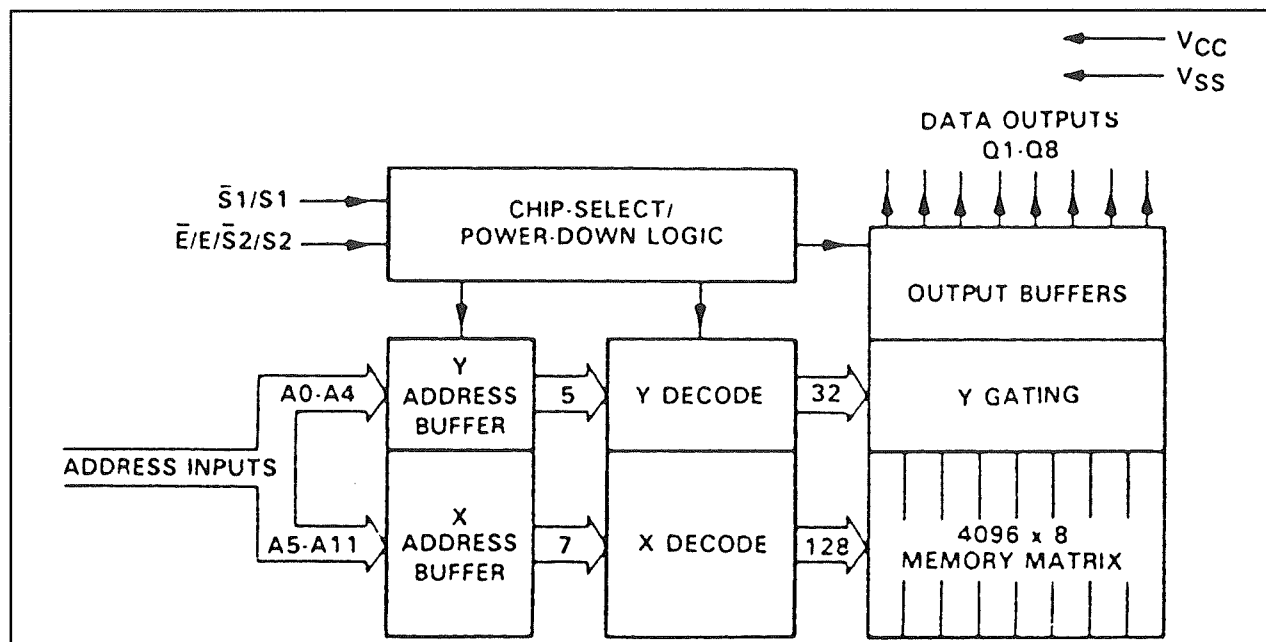 VCC
VSS
DATA OUTPUTS
Q1-Q8
S̄1/S1
Ē/E/S̄2/S2
CHIP-SELECT/
POWER-DOWN LOGIC
OUTPUT BUFFERS
A0-A4
Y
ADDRESS
BUFFER
5
Y DECODE
32
Y GATING
ADDRESS INPUTS
A5-A11
X
ADDRESS
BUFFER
7
X DECODE
128
4096 x 8
MEMORY MATRIX